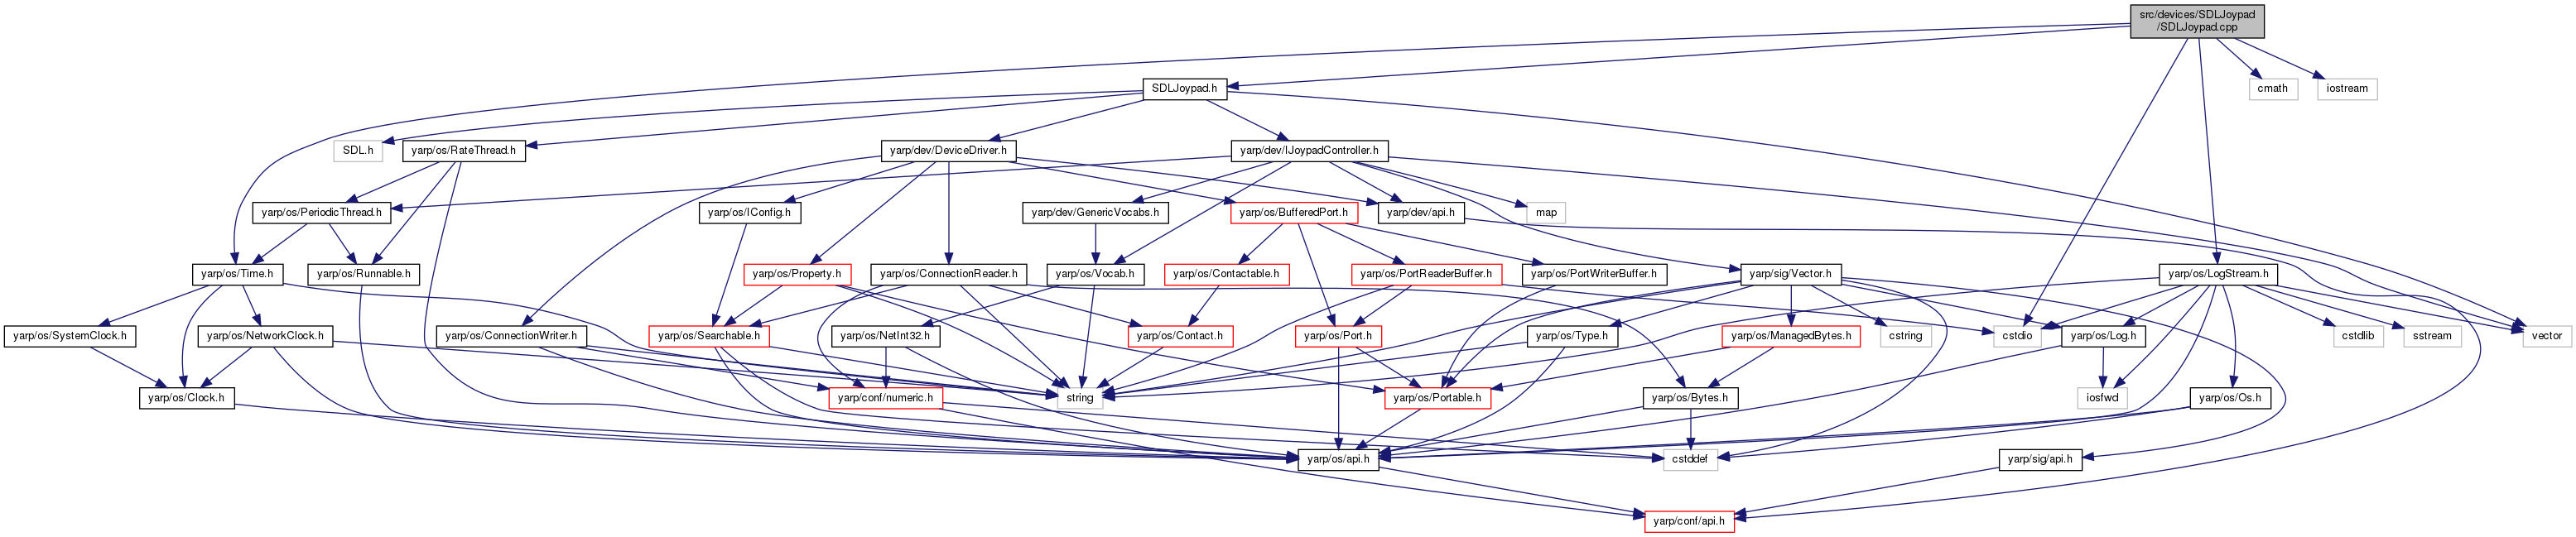 src/devices/SDLJoypad
/SDLJoypad.cpp
SDLJoypad.h
cmath
iostream
SDL.h
yarp/os/RateThread.h
yarp/dev/DeviceDriver.h
yarp/dev/IJoypadController.h
yarp/os/PeriodicThread.h
yarp/os/IConfig.h
yarp/dev/GenericVocabs.h
yarp/os/BufferedPort.h
yarp/dev/api.h
map
yarp/os/Time.h
yarp/os/Runnable.h
yarp/os/Property.h
yarp/os/ConnectionReader.h
yarp/os/Vocab.h
yarp/os/Contactable.h
yarp/os/PortReaderBuffer.h
yarp/os/PortWriterBuffer.h
yarp/sig/Vector.h
yarp/os/LogStream.h
yarp/os/SystemClock.h
yarp/os/NetworkClock.h
yarp/os/ConnectionWriter.h
yarp/os/Searchable.h
yarp/os/NetInt32.h
yarp/os/Contact.h
yarp/os/Port.h
yarp/os/Type.h
yarp/os/ManagedBytes.h
cstring
cstdio
yarp/os/Log.h
cstdlib
sstream
vector
yarp/os/Clock.h
yarp/conf/numeric.h
string
yarp/os/Portable.h
yarp/os/Bytes.h
iosfwd
yarp/os/Os.h
yarp/os/api.h
cstddef
yarp/sig/api.h
yarp/conf/api.h